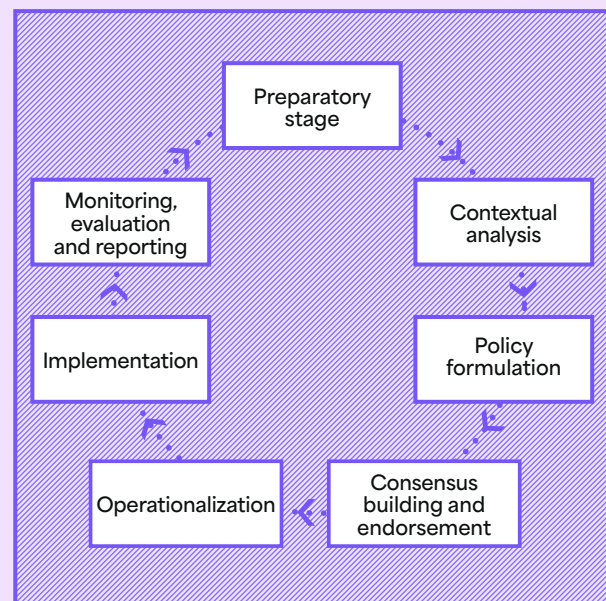 Preparatory
stage
Contextual
analysis
Policy
formulation
Consensus
building and
endorsement
Operationalization
Implementation
Monitoring,
evaluation
and reporting